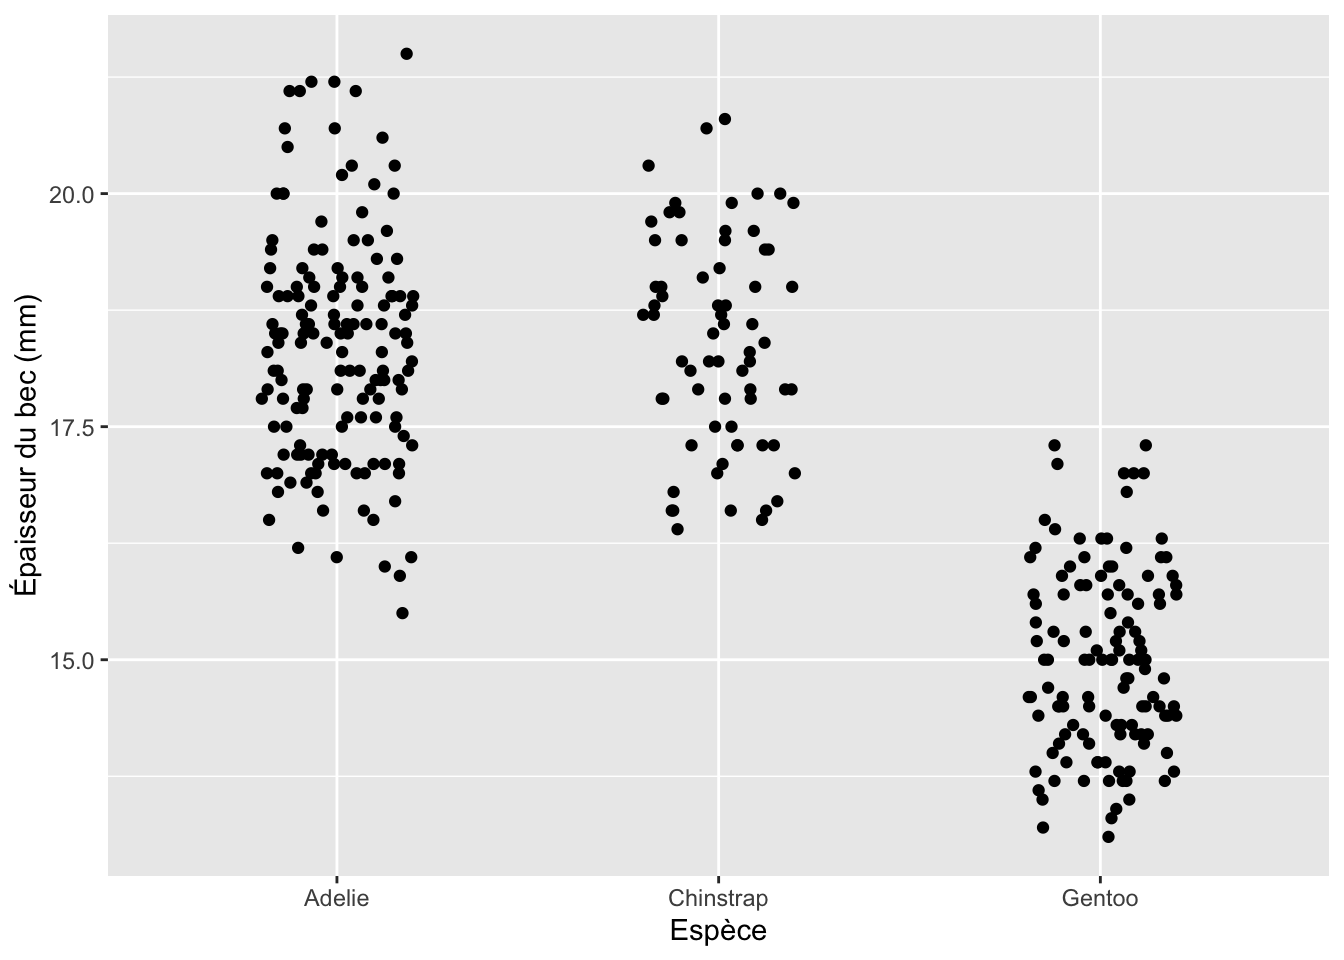 Épaisseur du bec (mm)
20.0
17.5
15.0
Adelie
Chinstrap
Gentoo
Espèce